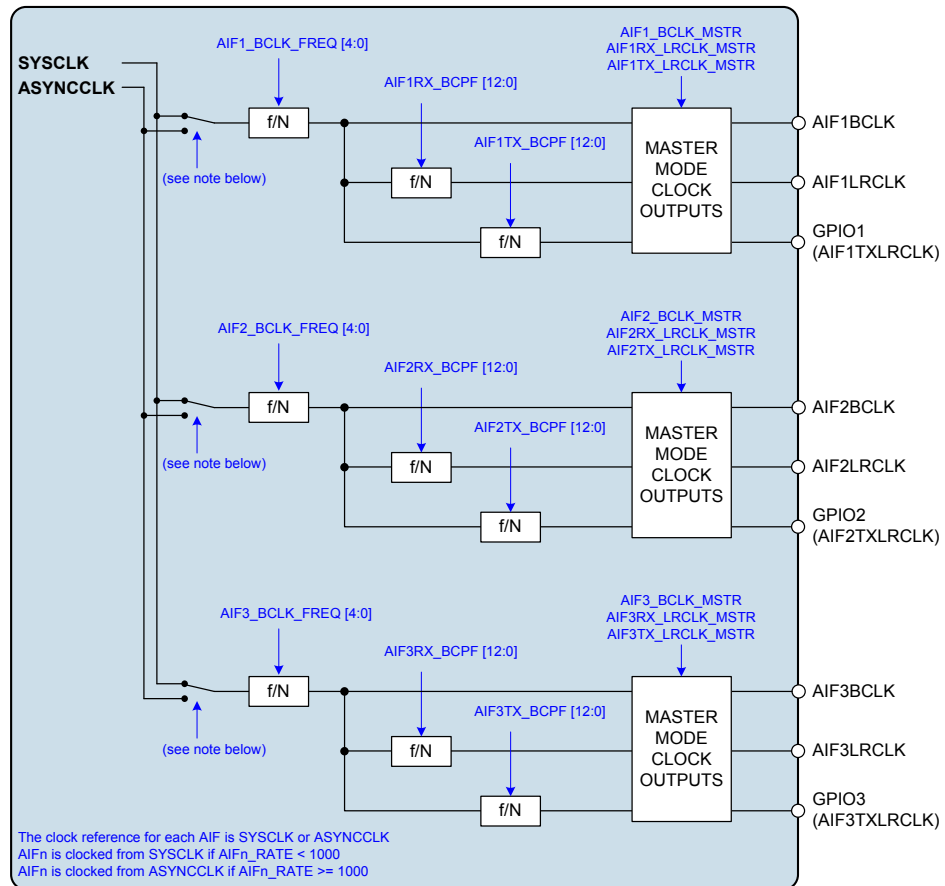 SYSCLK
ASYNCCLK
AIF1_BCLK_FREQ [4:0]
AIF1RX_BCPF [12:0]
AIF1TX_BCPF [12:0]
AIF1_BCLK_MSTR
AIF1RX_LRCLK_MSTR
AIF1TX_LRCLK_MSTR
(see note below)
f/N
f/N
f/N
MASTER
MODE
CLOCK
OUTPUTS
AIF1BCLK
AIF1LRCLK
GPIO1
(AIF1TXLRCLK)
AIF2_BCLK_FREQ [4:0]
AIF2RX_BCPF [12:0]
AIF2TX_BCPF [12:0]
AIF2_BCLK_MSTR
AIF2RX_LRCLK_MSTR
AIF2TX_LRCLK_MSTR
(see note below)
f/N
f/N
f/N
MASTER
MODE
CLOCK
OUTPUTS
AIF2BCLK
AIF2LRCLK
GPIO2
(AIF2TXLRCLK)
AIF3_BCLK_FREQ [4:0]
AIF3RX_BCPF [12:0]
AIF3TX_BCPF [12:0]
AIF3_BCLK_MSTR
AIF3RX_LRCLK_MSTR
AIF3TX_LRCLK_MSTR
(see note below)
f/N
f/N
f/N
MASTER
MODE
CLOCK
OUTPUTS
AIF3BCLK
AIF3LRCLK
GPIO3
(AIF3TXLRCLK)
The clock reference for each AIF is SYSCLK or ASYNCCLK
AIFn is clocked from SYSCLK if AIFn_RATE < 1000
AIFn is clocked from ASYNCCLK if AIFn_RATE >= 1000